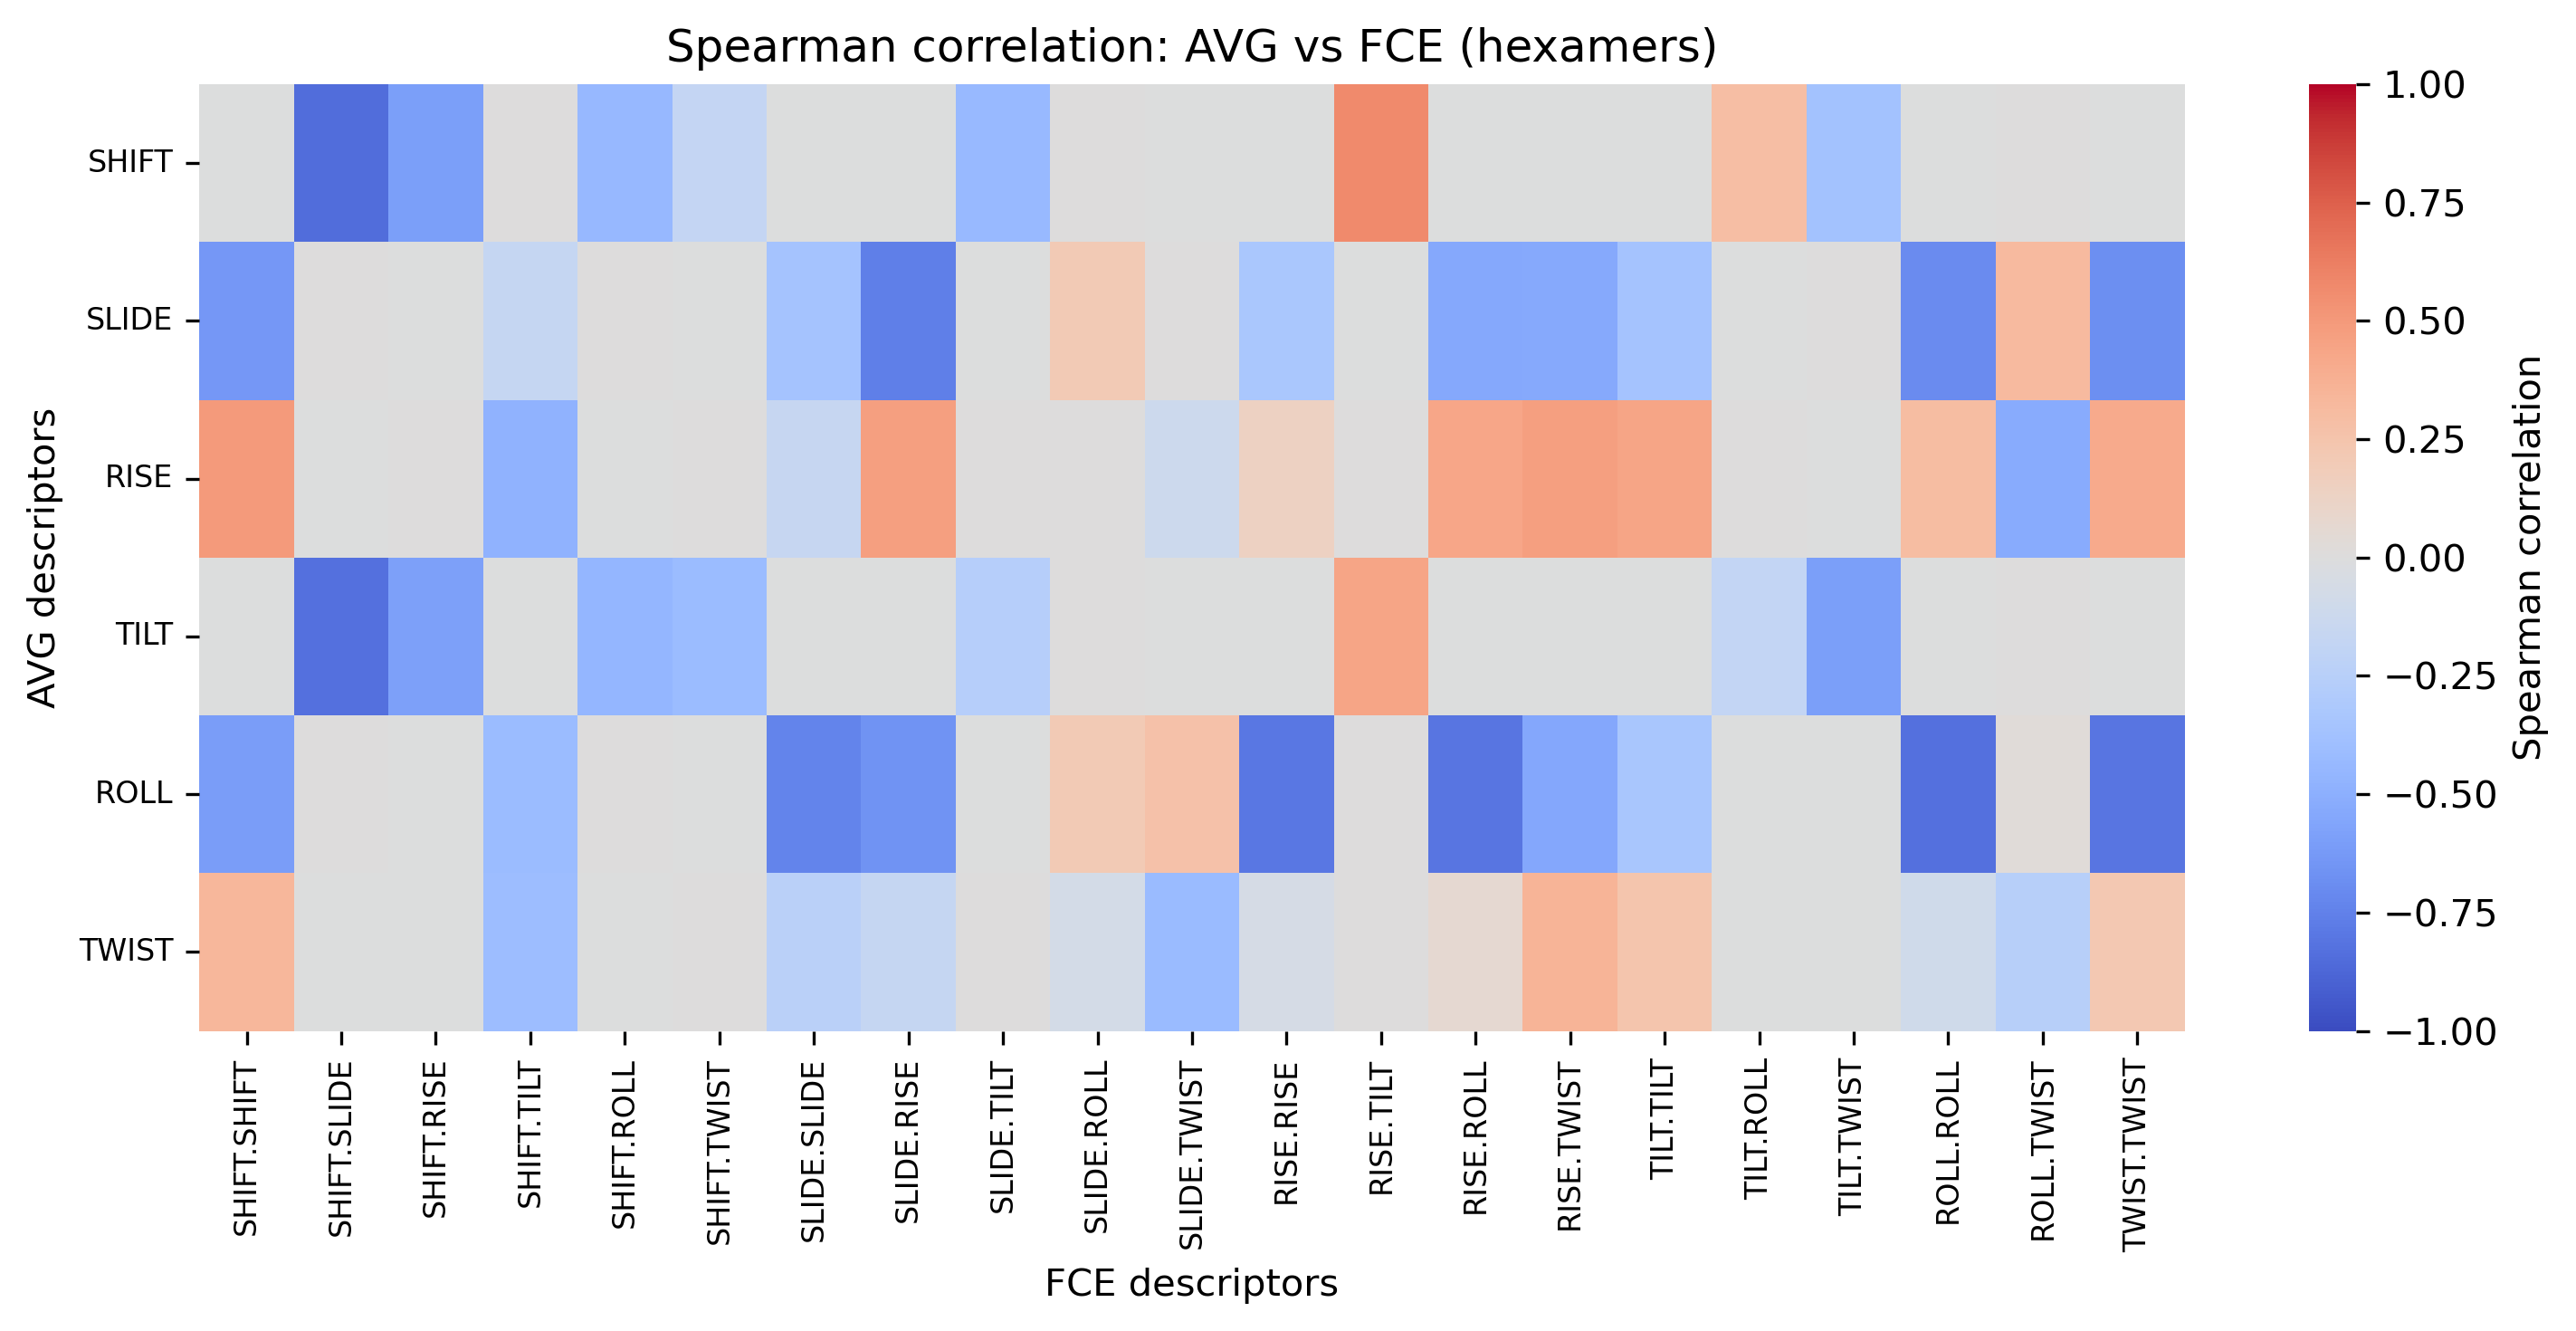 Spearman correlation: AVG vs FCE (hexamers)
AVG descriptors
SHIFT
SLIDE
RISE
TILT
ROLL
TWIST
SHIFT.SHIFT
SHIFT.SLIDE
SHIFT.RISE
SHIFT.TILT
SHIFT.ROLL
SHIFT.TWIST
SLIDE.SLIDE
SLIDE.RISE
SLIDE.TILT
SLIDE.ROLL
SLIDE.TWIST
RISE.RISE
RISE.TILT
RISE.ROLL
RISE.TWIST
TILT.TILT
TILT.ROLL
TILT.TWIST
ROLL.ROLL
ROLL.TWIST
TWIST.TWIST
FCE descriptors
1.00
0.75
0.50
0.25
0.00
−0.25
−0.50
−0.75
−1.00
Spearman correlation